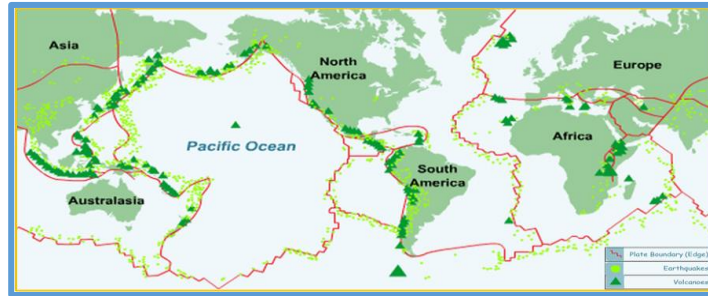 Asia
North
America
Europe
Pacific Ocean
Africa
South
America
Australasia
Plate Boundary (Edge)
Earthquakes
Volcanoes